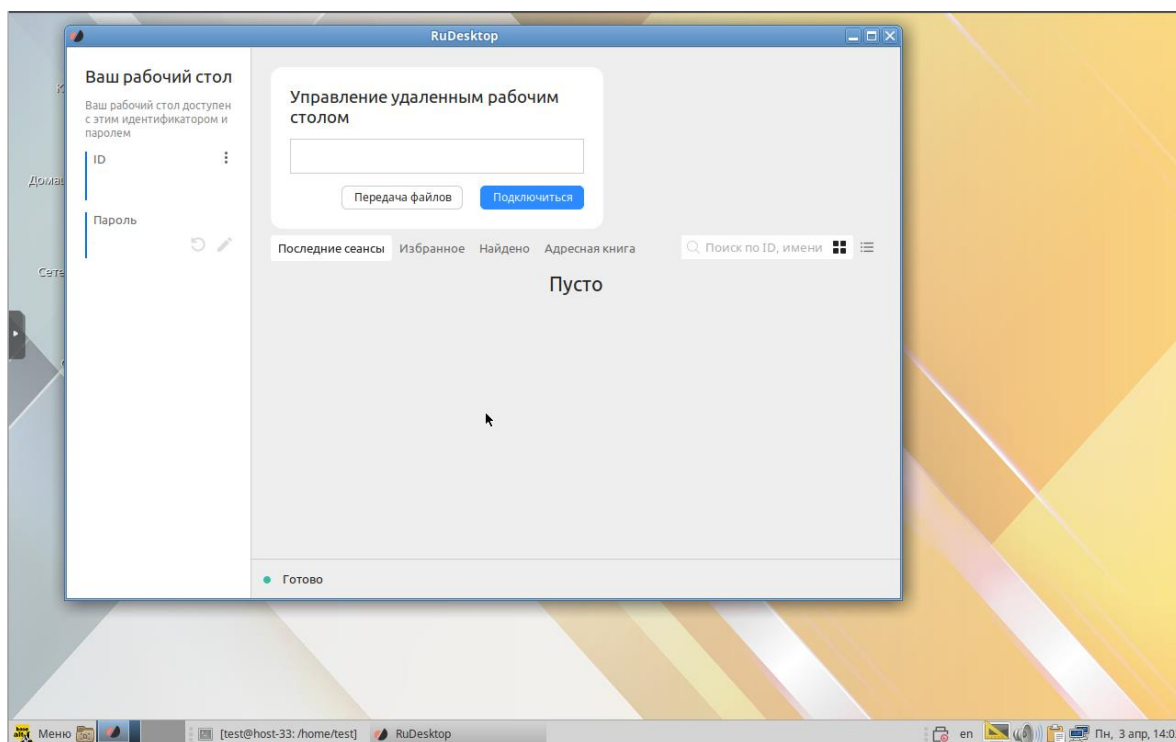 RuDesktop
Ваш рабочий стол
Ваш рабочий стол доступен
с этим идентификатором и
паролем
ID
Пароль
Управление удаленным рабочим
столом
Передача файлов
Подключиться
Последние сеансы Избранное Найдено Адресная книга
Поиск по ID, имени
Пусто
Готово
Меню
[test@host-33: /home/test]
RuDesktop
en
Пн, 3 апр,